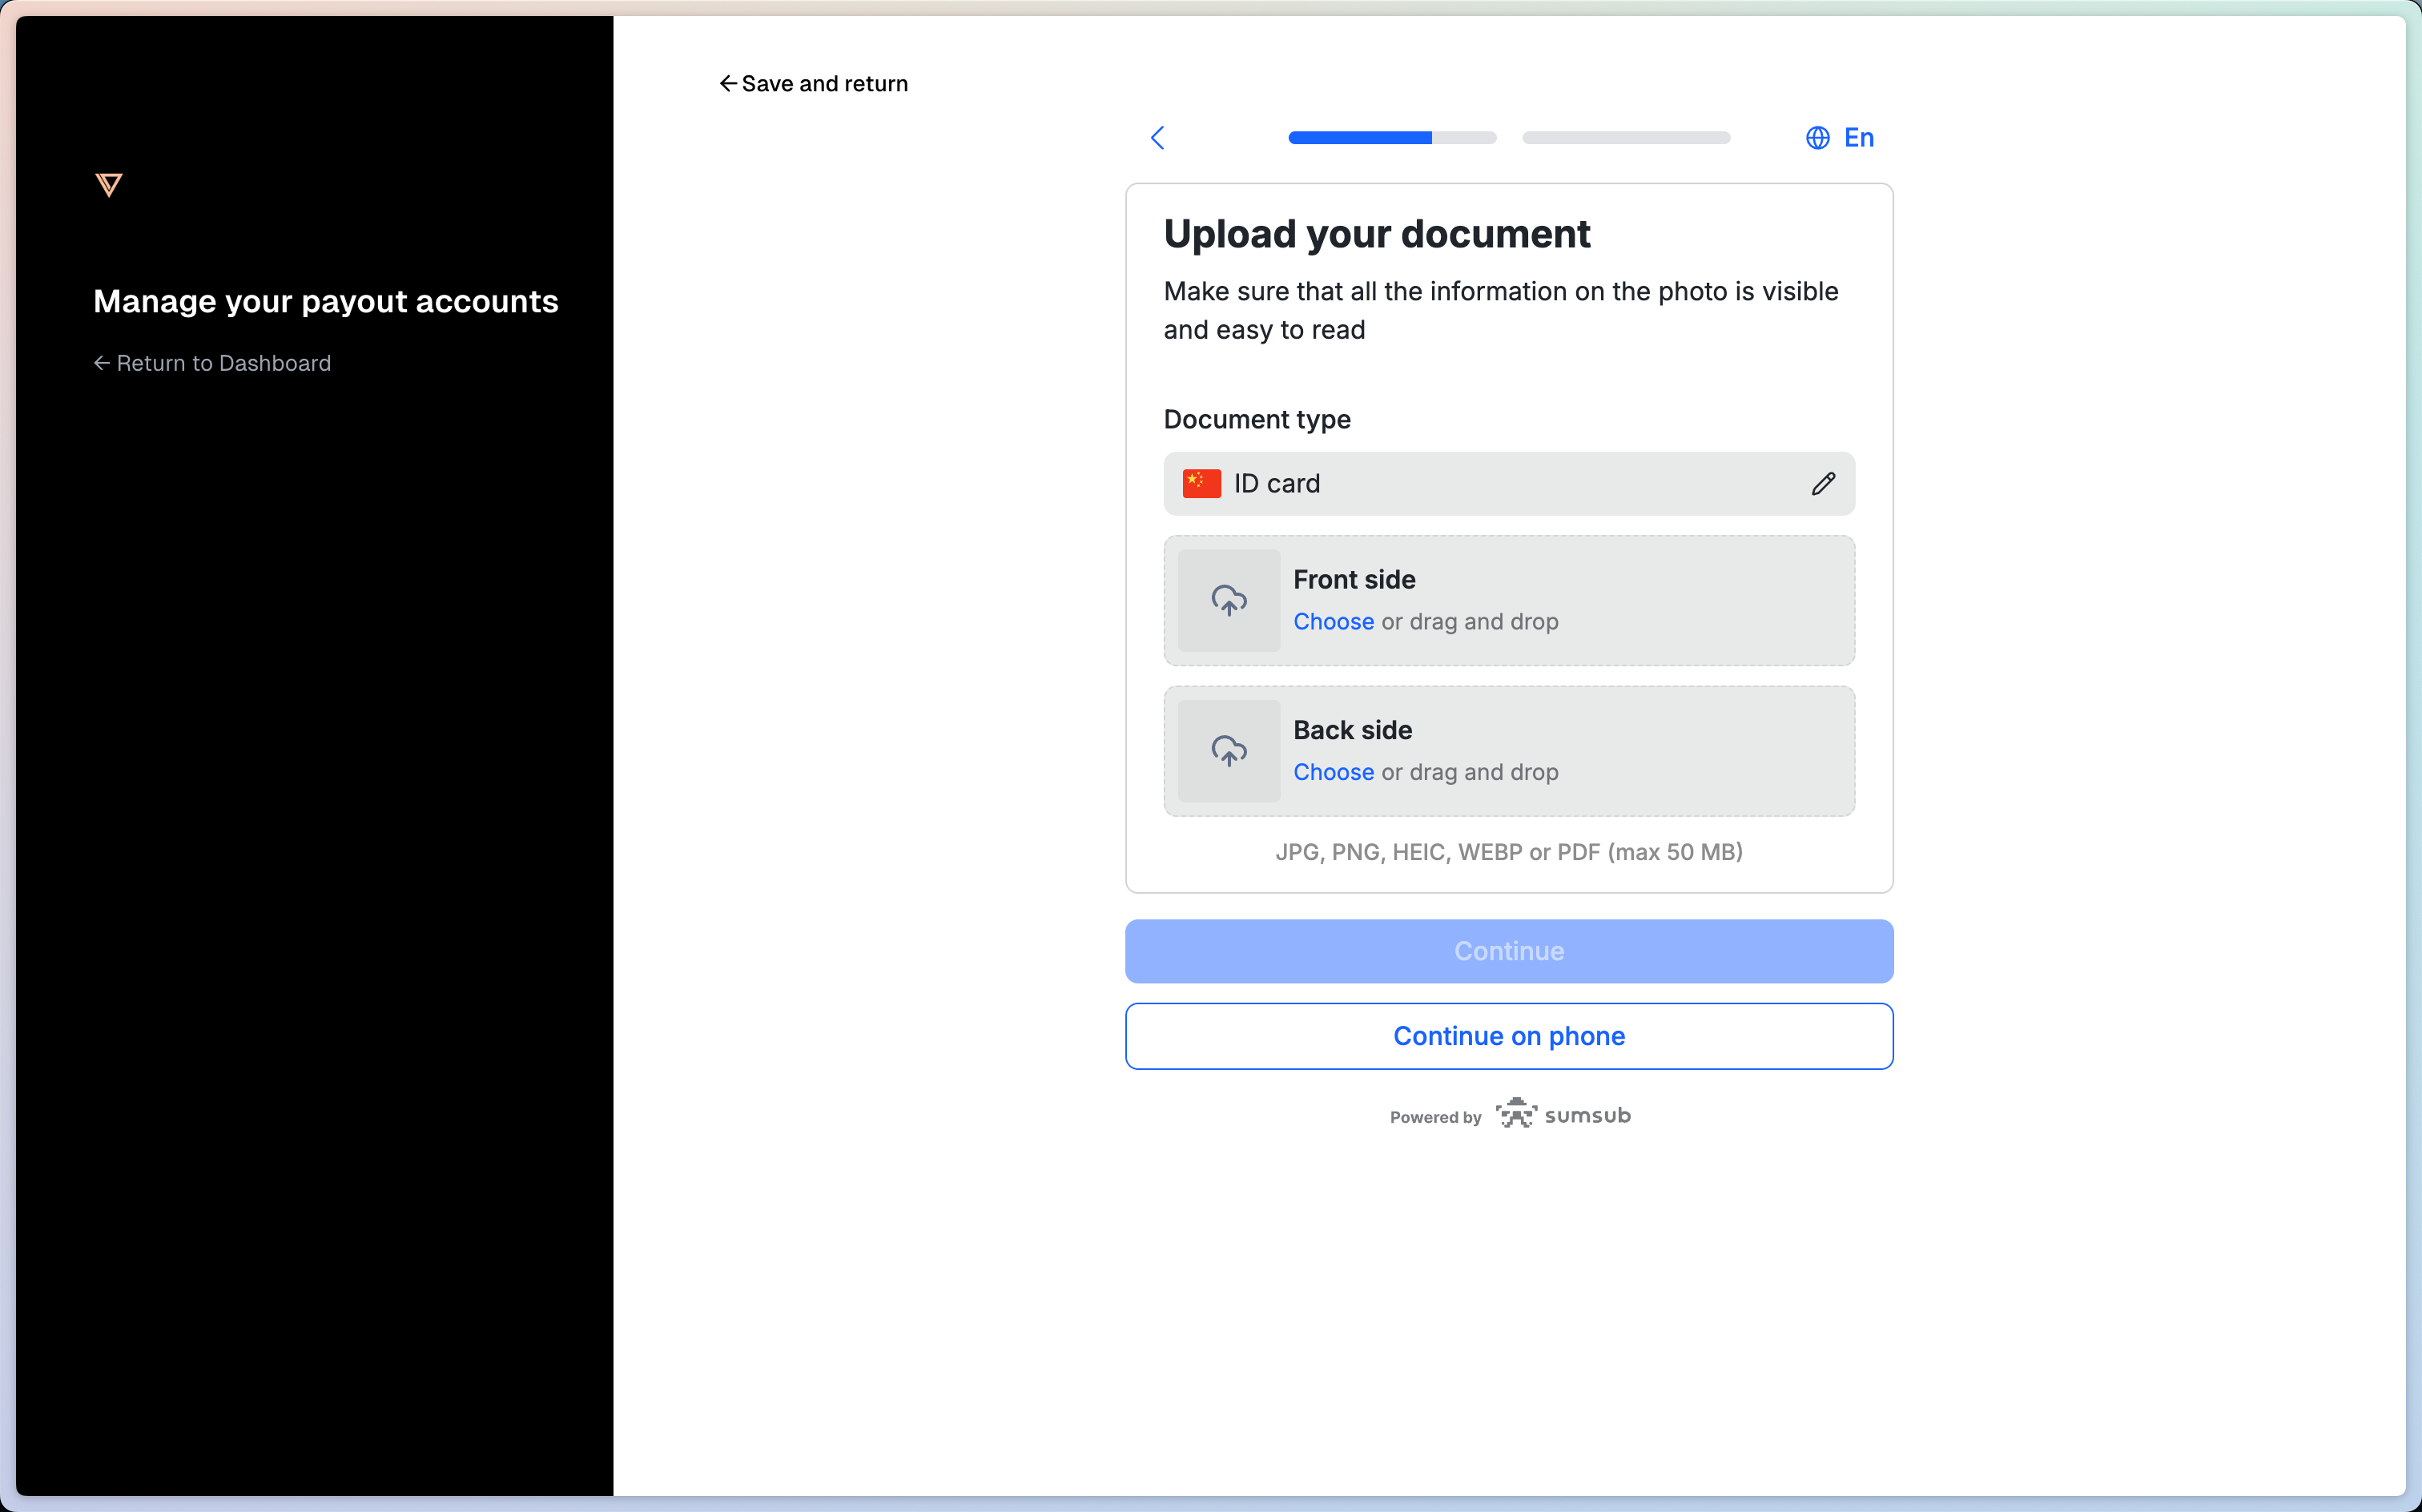 Manage your payout accounts
← Return to Dashboard
← Save and return
En
Upload your document
Make sure that all the information on the photo is visible
and easy to read
Document type
ID card
Front side
Choose or drag and drop
Back side
Choose or drag and drop
JPG, PNG, HEIC, WEBP or PDF (max 50 MB)
Continue
Continue on phone
Powered by sumsub